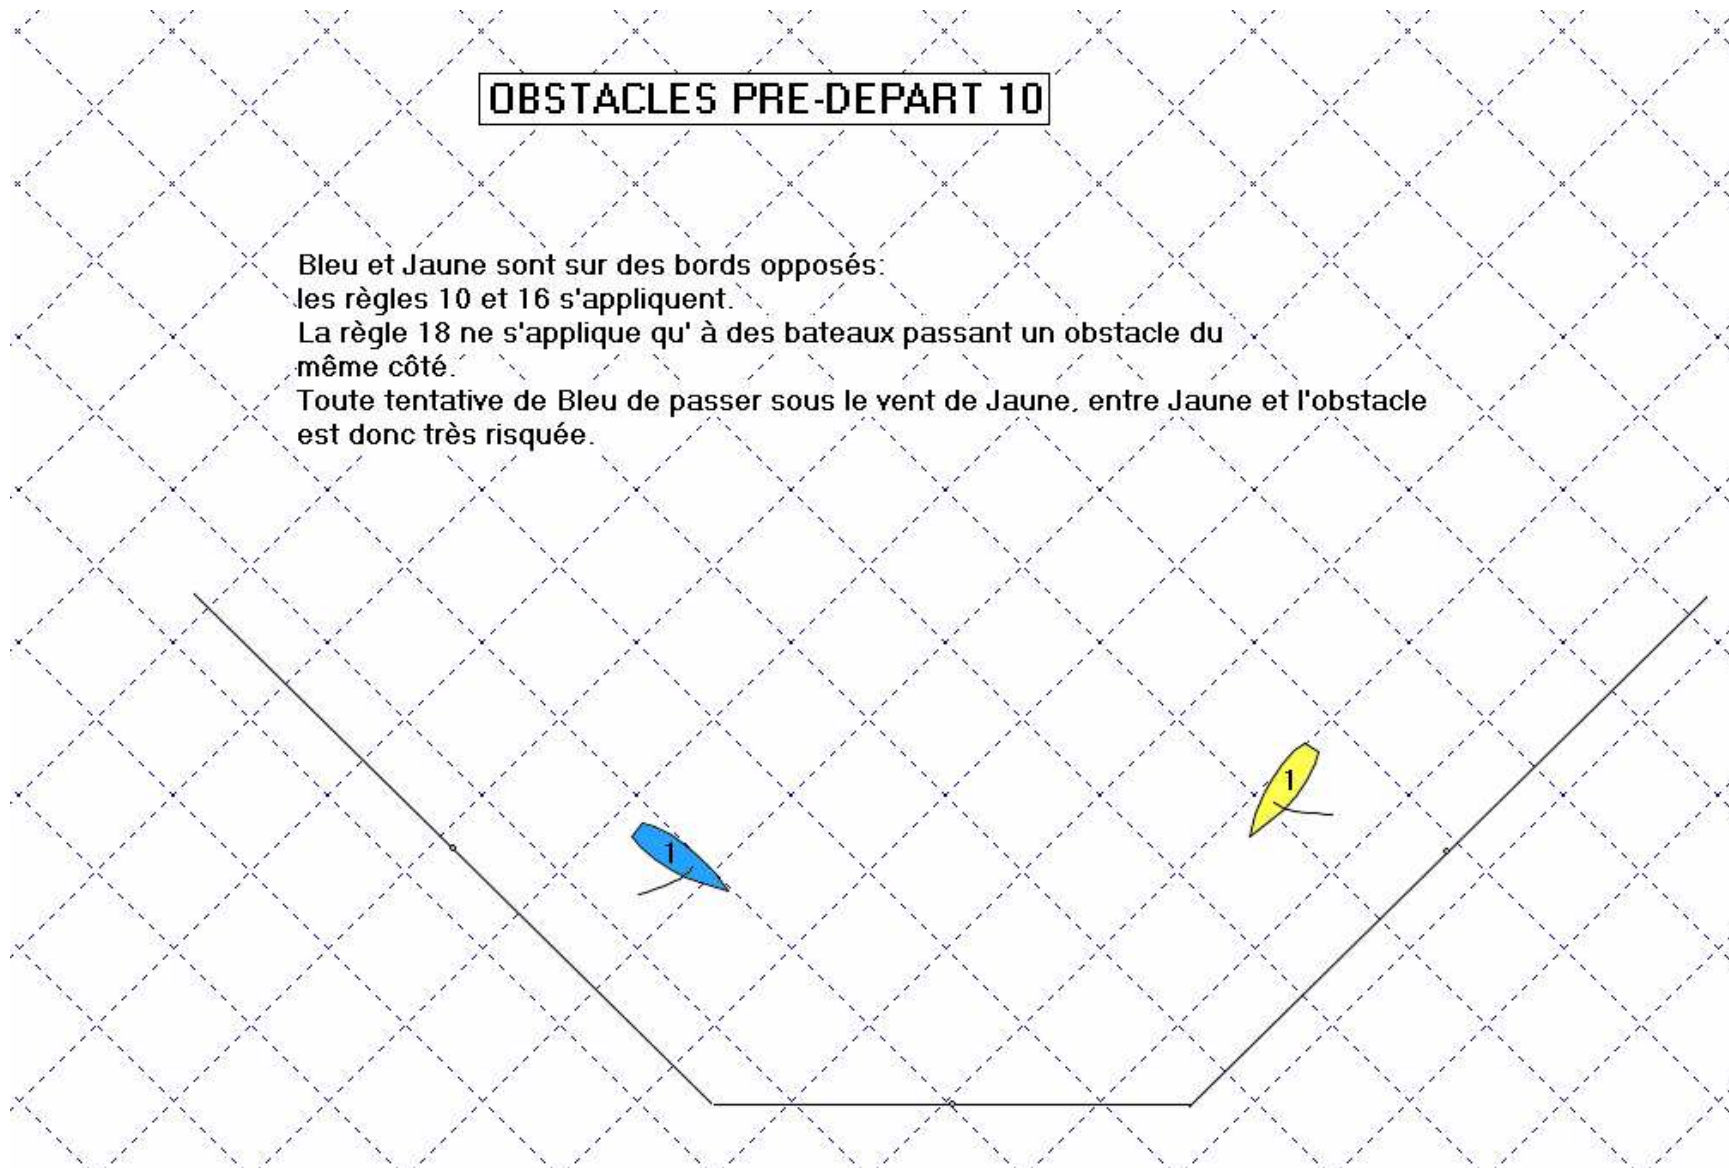 OBSTACLES PRE-DEPART 10
Bleu et Jaune sont sur des bords opposés:
les règles 10 et 16 s'appliquent.
La règle 18 ne s'applique qu' à des bateaux passant un obstacle du
même côté.
Toute tentative de Bleu de passer sous le vent de Jaune, entre Jaune et l'obstacle
est donc très risquée.
1
1